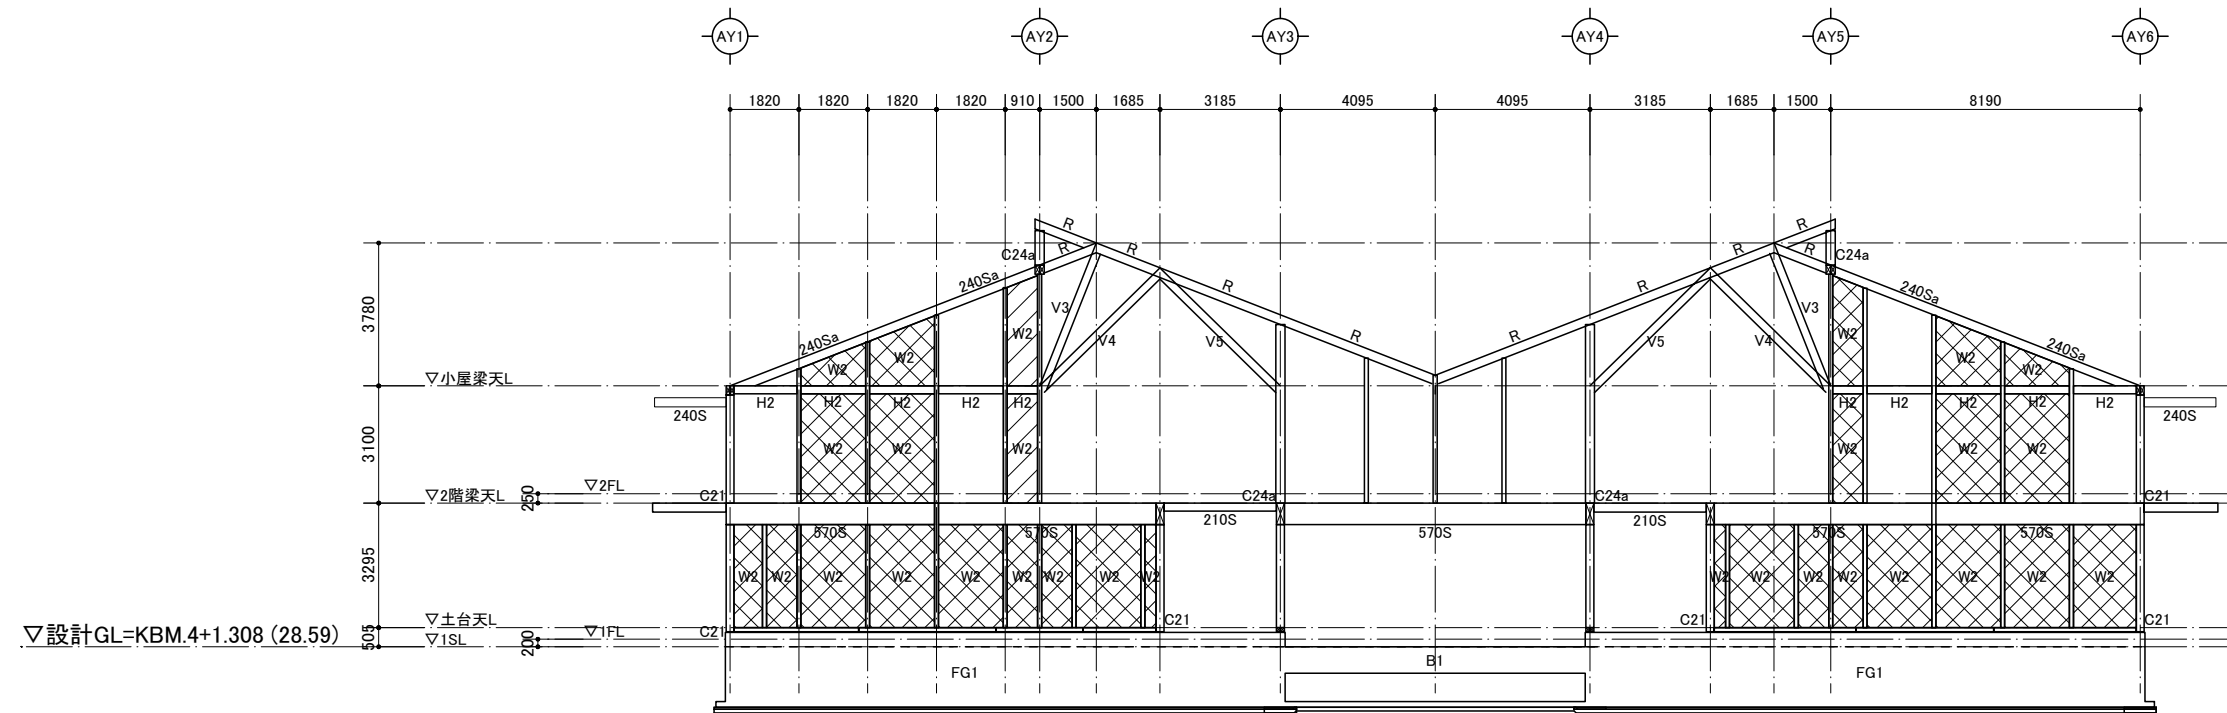 AY1 AY2 AY3 AY4 AY5 AY6
1820 1820 1820 1820 910 1500 1685 3185 4095 4095 3185 1685 1500 8190
R R
R R R R
C24a C24a
240Sa 240Sa
R R
3780 V3 V3
W2 W2
R R
240Sa V4 V5 V5 V4 240Sa
W2 W2 W2 W2
▽小屋梁天L
H2 H2 H2 H2 H2 H2 H2 H2 H2 H2
240S 240S
3100
W2 W2 W2 W2 W2 W2
▽2FL
▽2階梁天L 250 C21 C24a C24a C21
210S 210S
570S 570S 570S 570S 570S
3295
W2 W2 W2 W2 W2 W2 W2 W2 W2 W2 W2 W2 W2 W2 W2 W2 W2
▽土台天L
▽設計GL=KBM.4+1.308 (28.59) 505 ▽1SL 200 ▽1FL C21 C21 C21 C21
B1
FG1 FG1